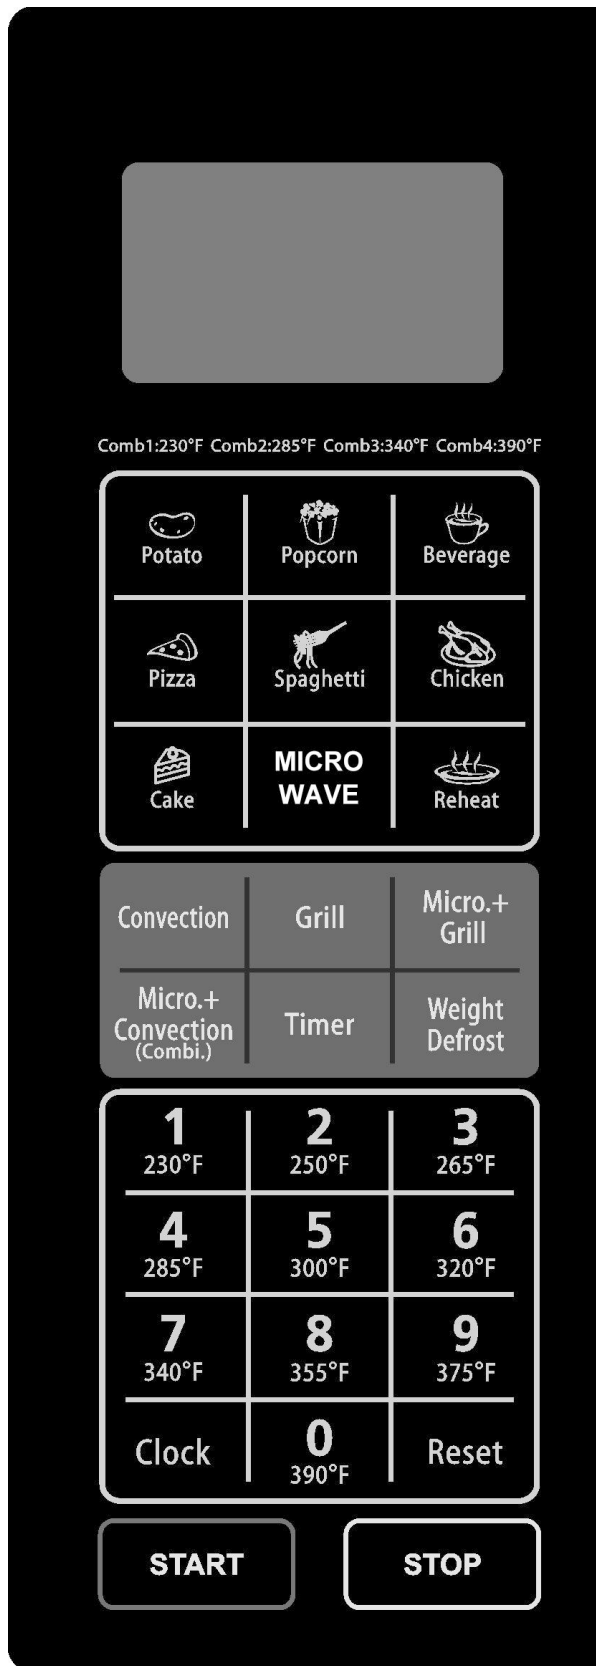 Comb1:230°F Comb2:285°F Comb3:340°F Comb4:390°F
Potato Popcorn Beverage
Pizza Spaghetti Chicken
Cake
MICRO
WAVE
Reheat
Convection Grill
Micro.+
Grill
Micro.+
Convection
(Combi.)
Timer
Weight
Defrost
1 2 3
230°F 250°F 265°F
4 5 6
285°F 300°F 320°F
7 8 9
340°F 355°F 375°F
Clock
0
390°F
Reset
START STOP